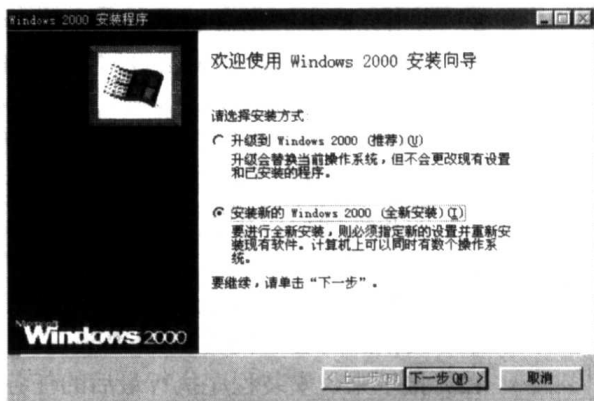 Windows 2000 安装程序
欢迎使用 Windows 2000 安装向导
请选择安装方式:
升级到 Windows 2000 (推荐)(U)
升级会替换当前操作系统，但不会更改现有设置
和已安装的程序。
安装新的 Windows 2000 (全新安装)(I)
要进行全新安装，则必须指定新的设置并重新安
装现有软件。计算机上可以同时有数个操作系
统。
要继续，请单击“下一步”。
Microsoft
Windows 2000
< 上一步(B) 下一步(N) > 取消